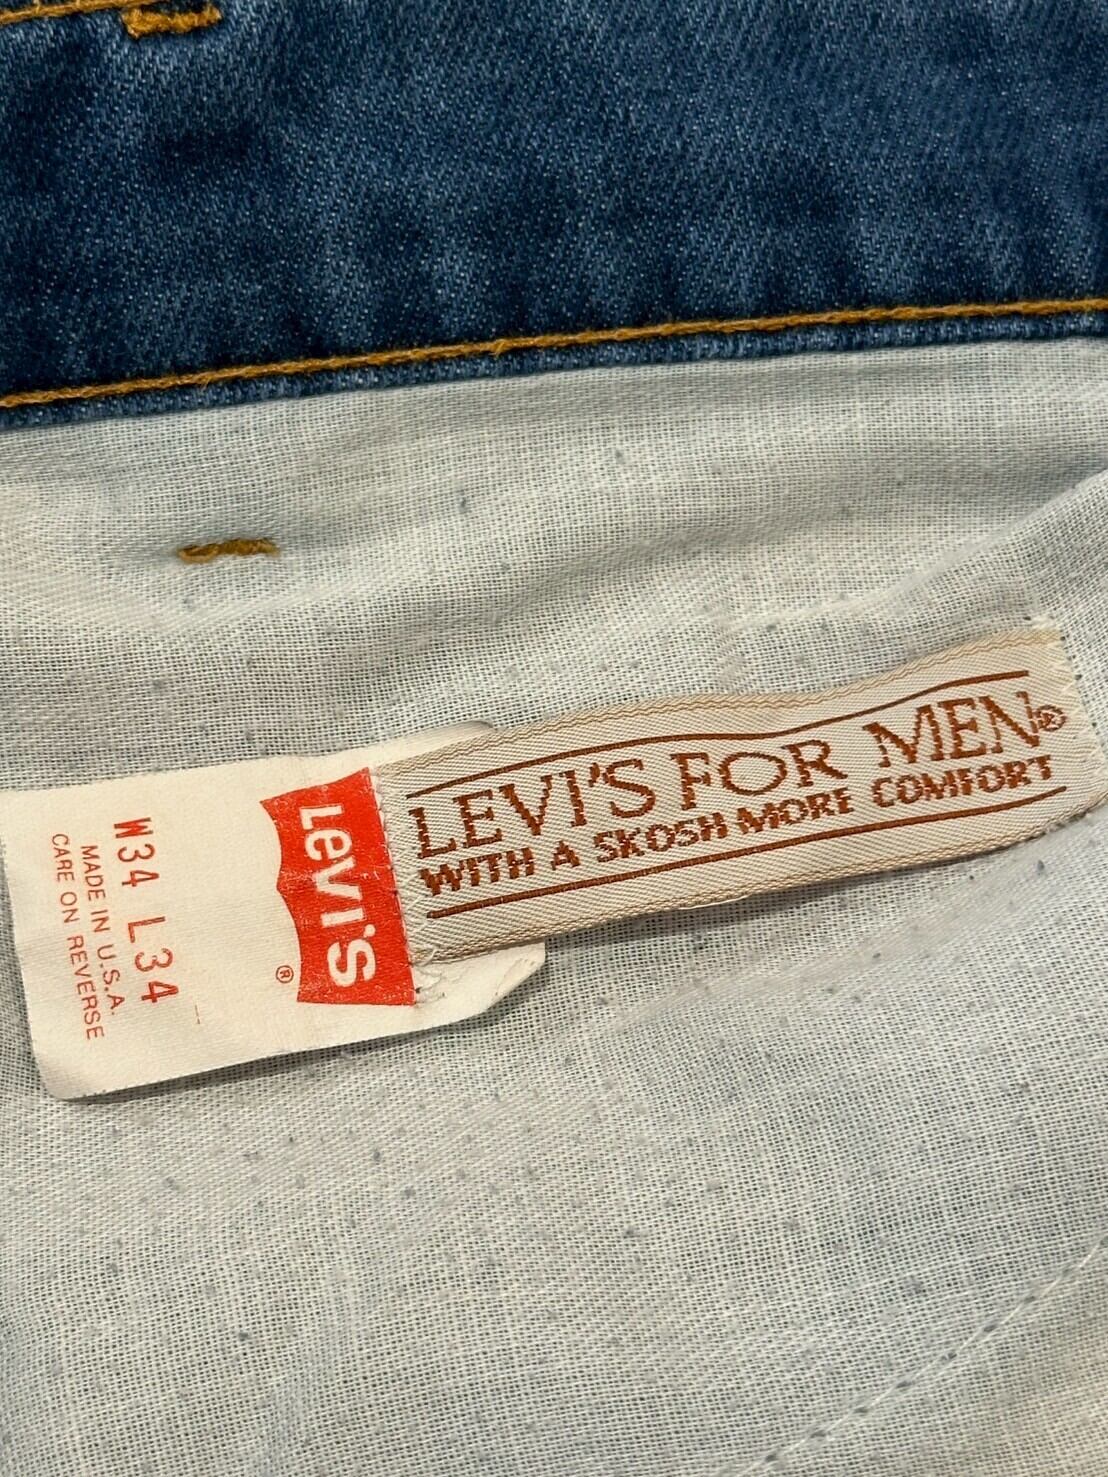 LEVI'S FOR MEN®
WITH A SKOSH MORE COMFORT
LEVI'S
®
W34 L34
MADE IN U.S.A.
CARE ON REVERSE